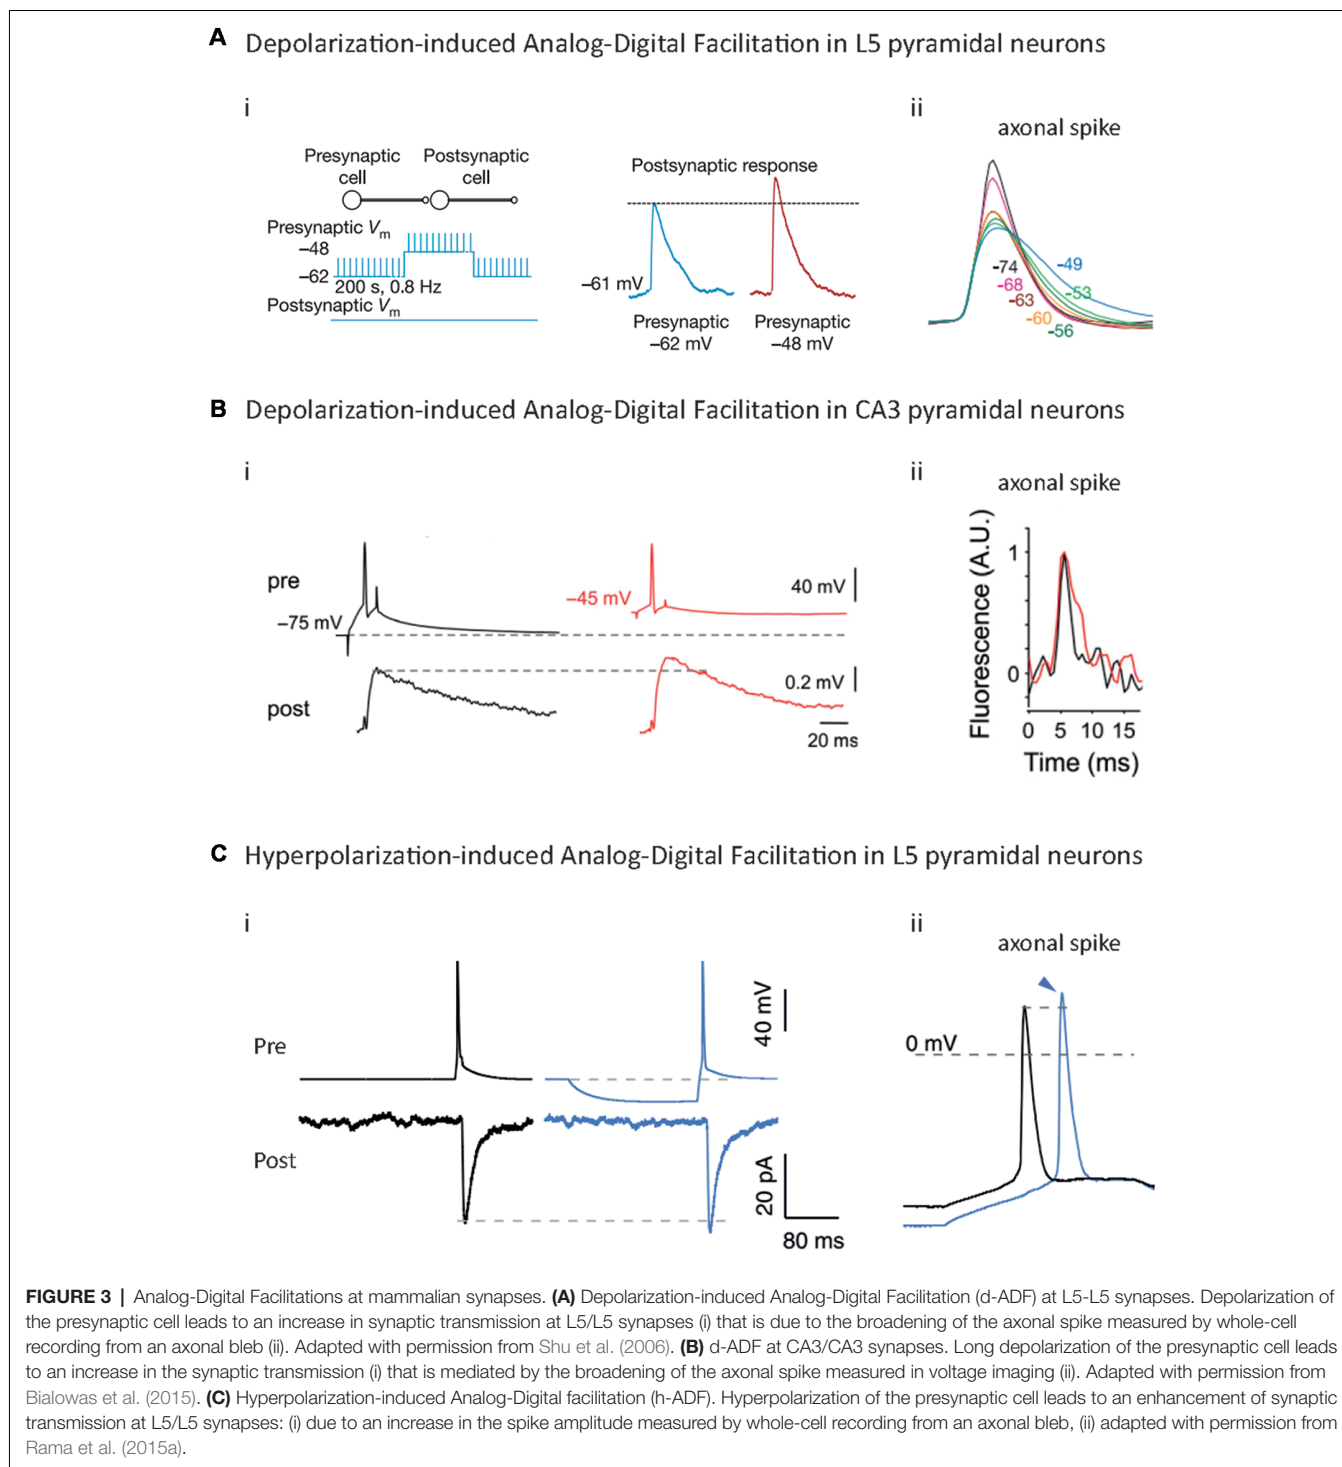 A Depolarization-induced Analog-Digital Facilitation in L5 pyramidal neurons
i
ii
axonal spike
Presynaptic cell
Postsynaptic cell
Presynaptic Vm
–48
–62
200 s, 0.8 Hz
Postsynaptic Vm
Postsynaptic response
–61 mV
Presynaptic
–62 mV
Presynaptic
–48 mV
-74
-68
-63
-60
-56
-49
-53
B Depolarization-induced Analog-Digital Facilitation in CA3 pyramidal neurons
i
ii
axonal spike
pre
–75 mV
–45 mV
40 mV
post
0.2 mV
20 ms
Fluorescence (A.U.)
1
0
0 5 10 15
Time (ms)
C Hyperpolarization-induced Analog-Digital Facilitation in L5 pyramidal neurons
i
ii
axonal spike
Pre
40 mV
Post
20 pA
80 ms
0 mV
FIGURE 3 | Analog-Digital Facilitations at mammalian synapses. (A) Depolarization-induced Analog-Digital Facilitation (d-ADF) at L5-L5 synapses. Depolarization of
the presynaptic cell leads to an increase in synaptic transmission at L5/L5 synapses (i) that is due to the broadening of the axonal spike measured by whole-cell
recording from an axonal bleb (ii). Adapted with permission from Shu et al. (2006). (B) d-ADF at CA3/CA3 synapses. Long depolarization of the presynaptic cell leads
to an increase in the synaptic transmission (i) that is mediated by the broadening of the axonal spike measured in voltage imaging (ii). Adapted with permission from
Bialowas et al. (2015). (C) Hyperpolarization-induced Analog-Digital facilitation (h-ADF). Hyperpolarization of the presynaptic cell leads to an enhancement of synaptic
transmission at L5/L5 synapses: (i) due to an increase in the spike amplitude measured by whole-cell recording from an axonal bleb, (ii) adapted with permission from
Rama et al. (2015a).